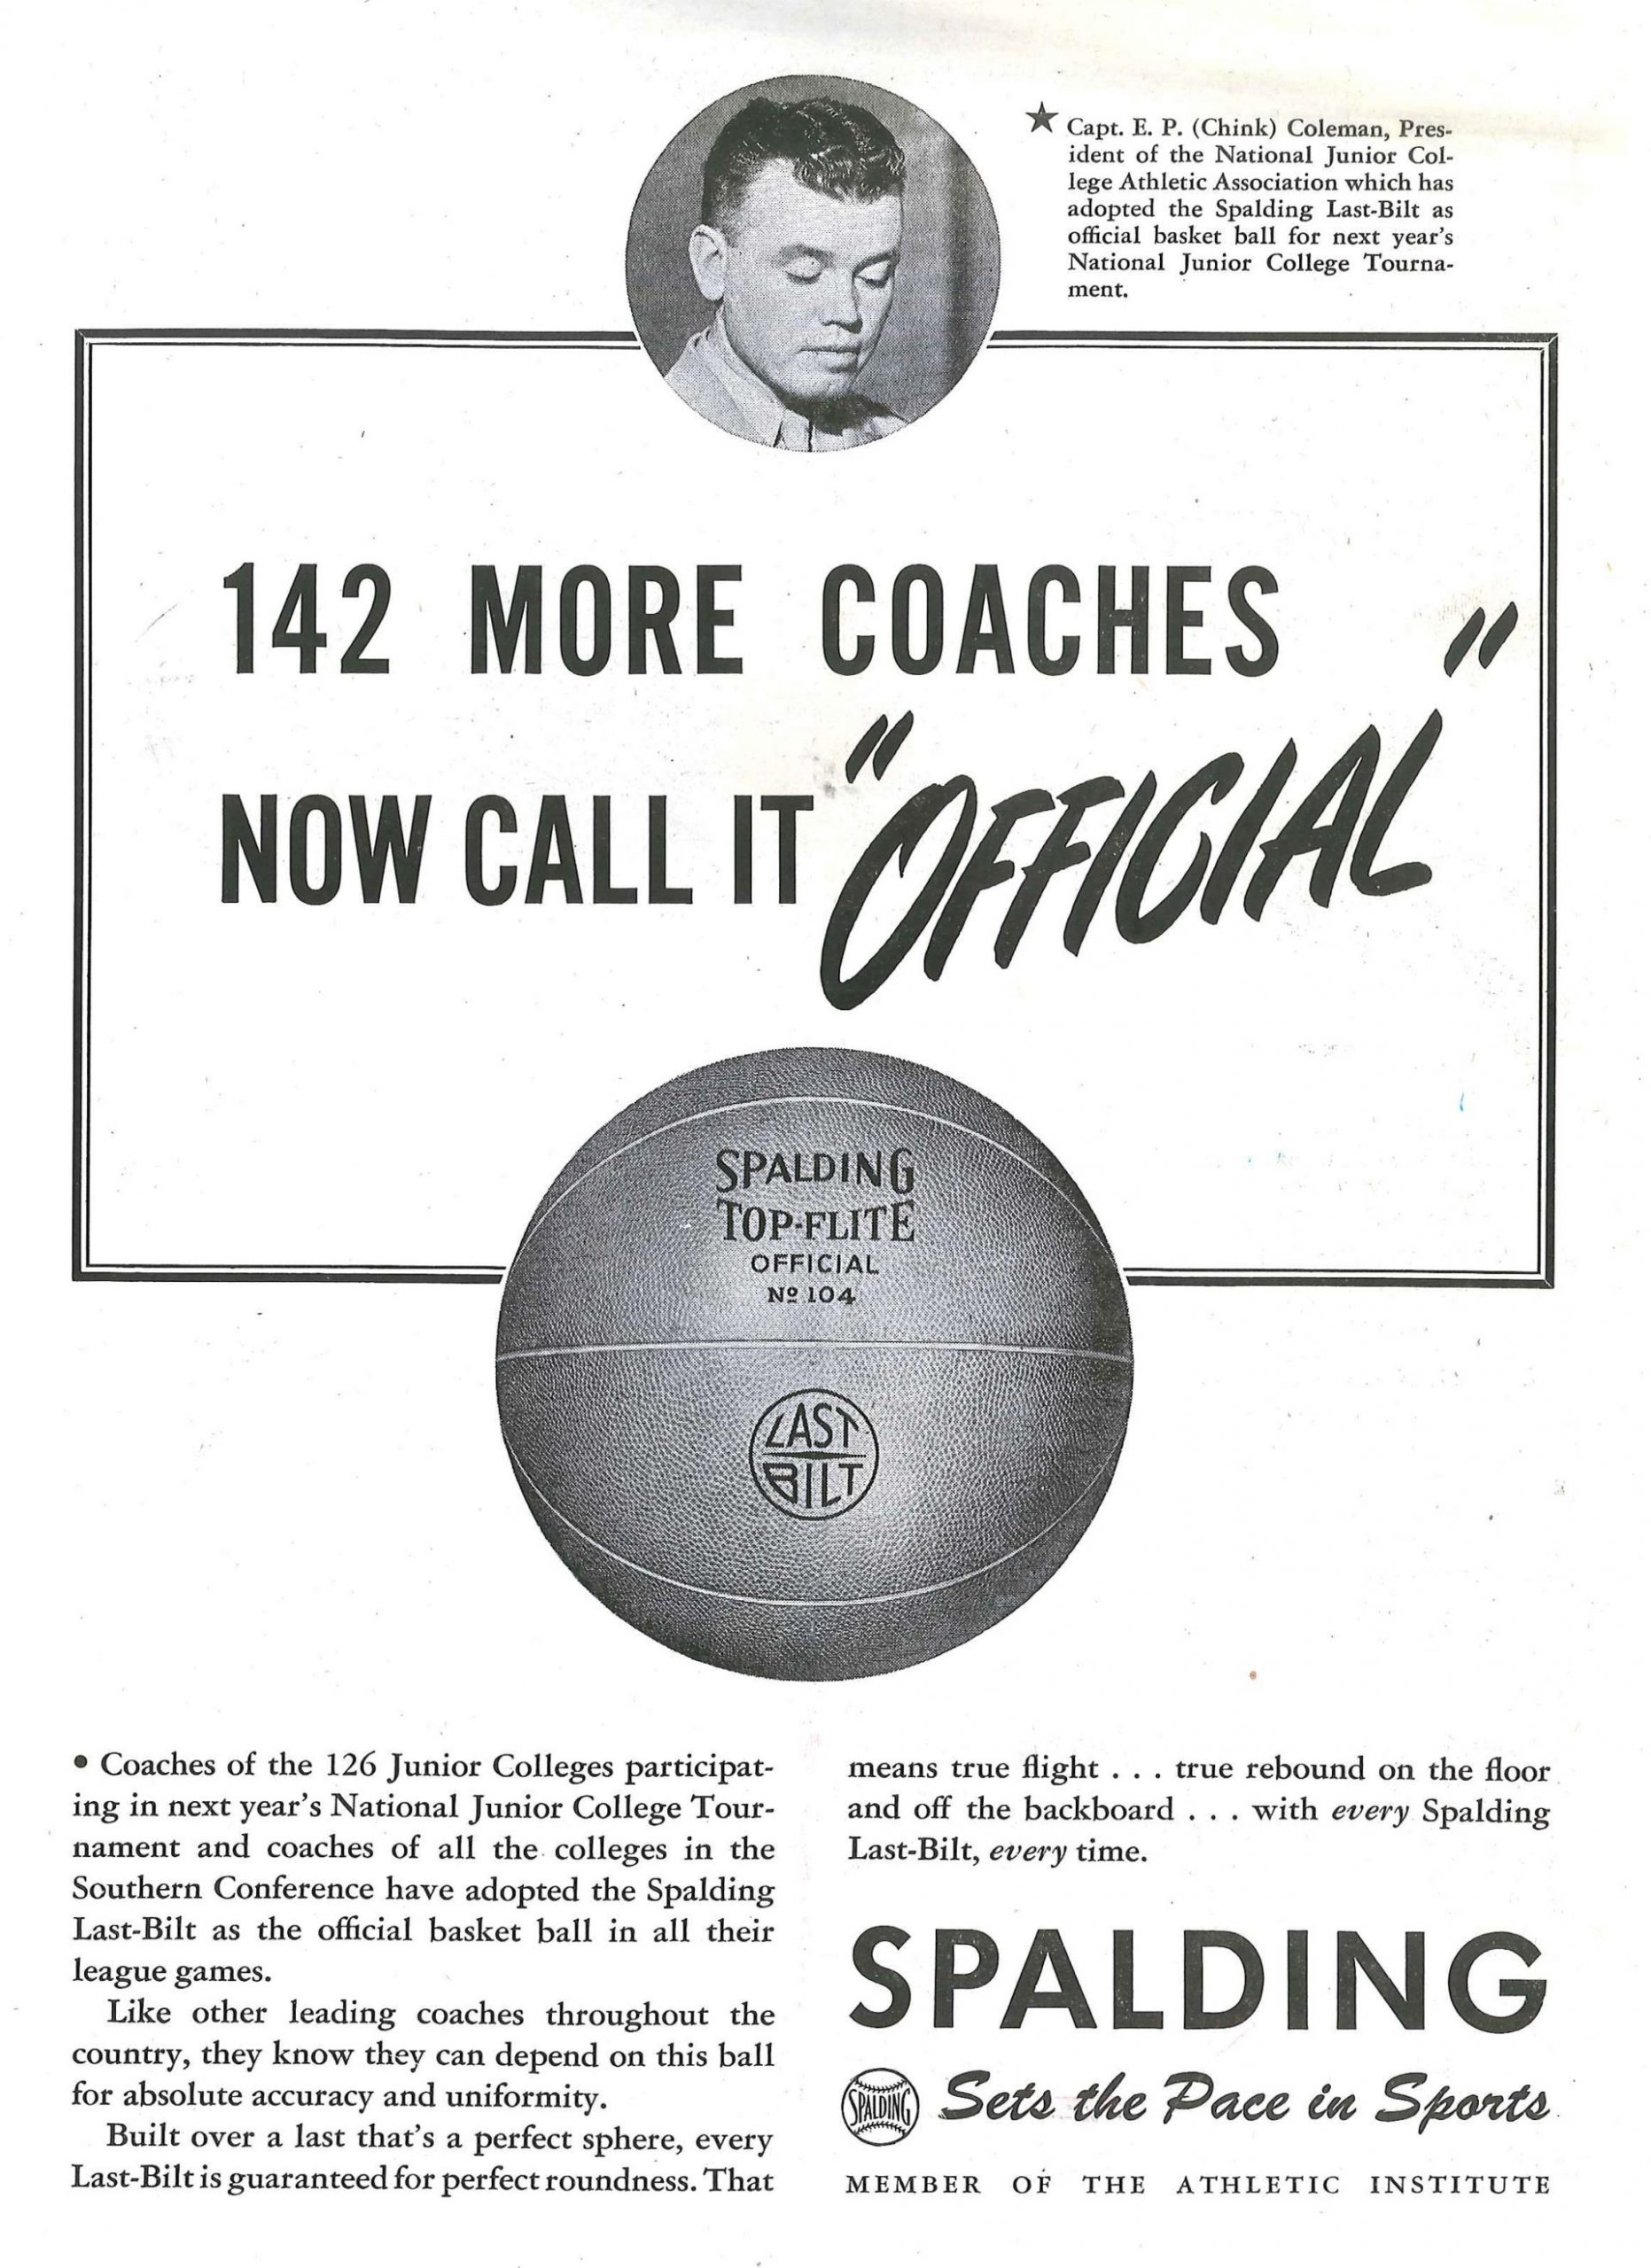 ★ Capt. E. P. (Chink) Coleman, Pres-
ident of the National Junior Col-
lege Athletic Association which has
adopted the Spalding Last-Bilt as
official basket ball for next year's
National Junior College Tourna-
ment.
142 MORE COACHES
NOW CALL IT "OFFICIAL"
SPALDING
TOP-FLITE
OFFICIAL
Nº 104
LAST
BILT
• Coaches of the 126 Junior Colleges participat-
ing in next year's National Junior College Tour-
nament and coaches of all the colleges in the
Southern Conference have adopted the Spalding
Last-Bilt as the official basket ball in all their
league games.
Like other leading coaches throughout the
country, they know they can depend on this ball
for absolute accuracy and uniformity.
Built over a last that's a perfect sphere, every
Last-Bilt is guaranteed for perfect roundness. That
means true flight . . . true rebound on the floor
and off the backboard . . . with every Spalding
Last-Bilt, every time.
SPALDING
SPALDING Sets the Pace in Sports
MEMBER OF THE ATHLETIC INSTITUTE